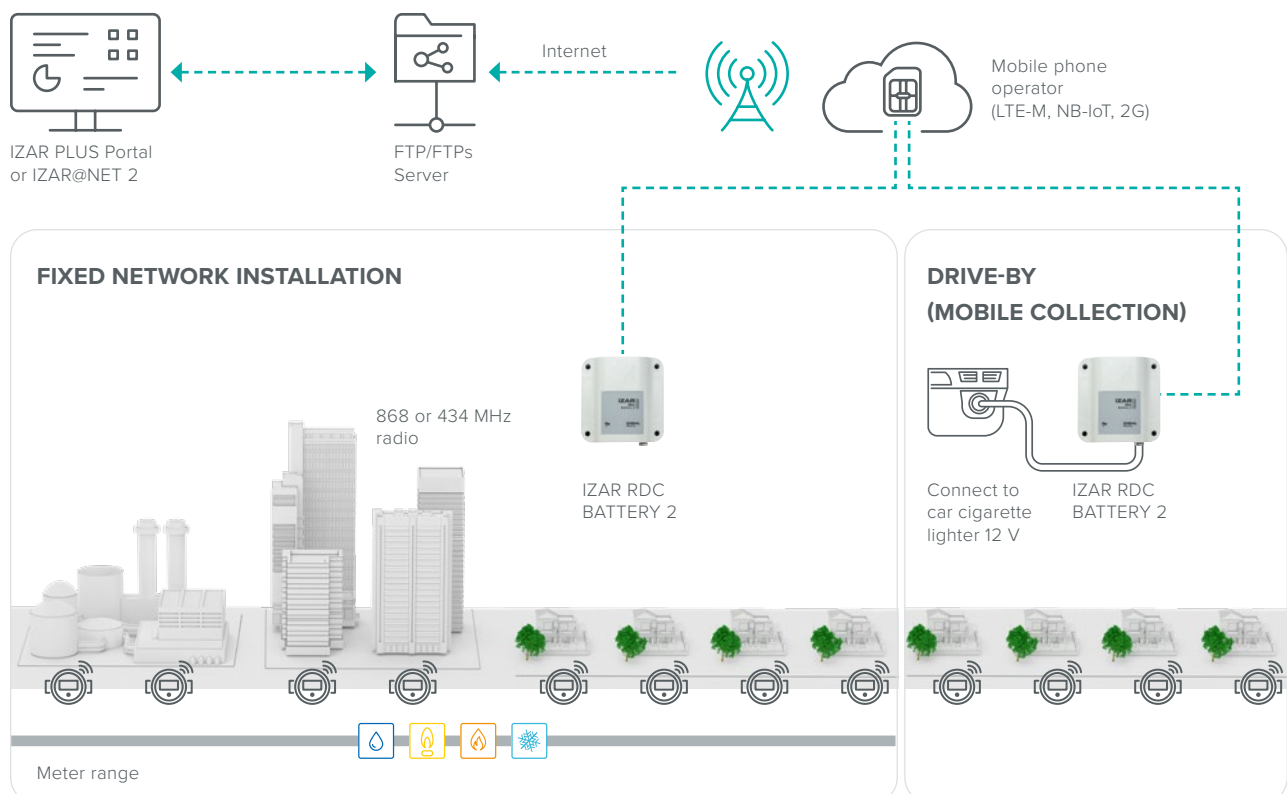 Internet
Mobile phone
operator
(LTE-M, NB-IoT, 2G)
IZAR PLUS Portal
or IZAR@NET 2
FTP/FTPs
Server
FIXED NETWORK INSTALLATION
868 or 434 MHz
radio
IZAR RDC
BATTERY 2
Meter range
DRIVE-BY
(MOBILE COLLECTION)
Connect to
car cigarette
lighter 12 V
IZAR RDC
BATTERY 2
IZAR
IZAR